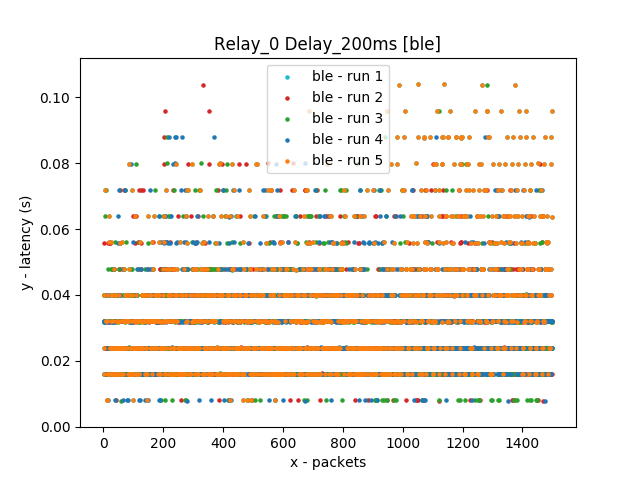 Relay_0 Delay_200ms [ble]
ble - run 1
ble - run 2
ble - run 3
ble - run 4
ble - run 5
y - latency (s)
0.10
0.08
0.06
0.04
0.02
0.00
0 200 400 600 800 1000 1200 1400
x - packets